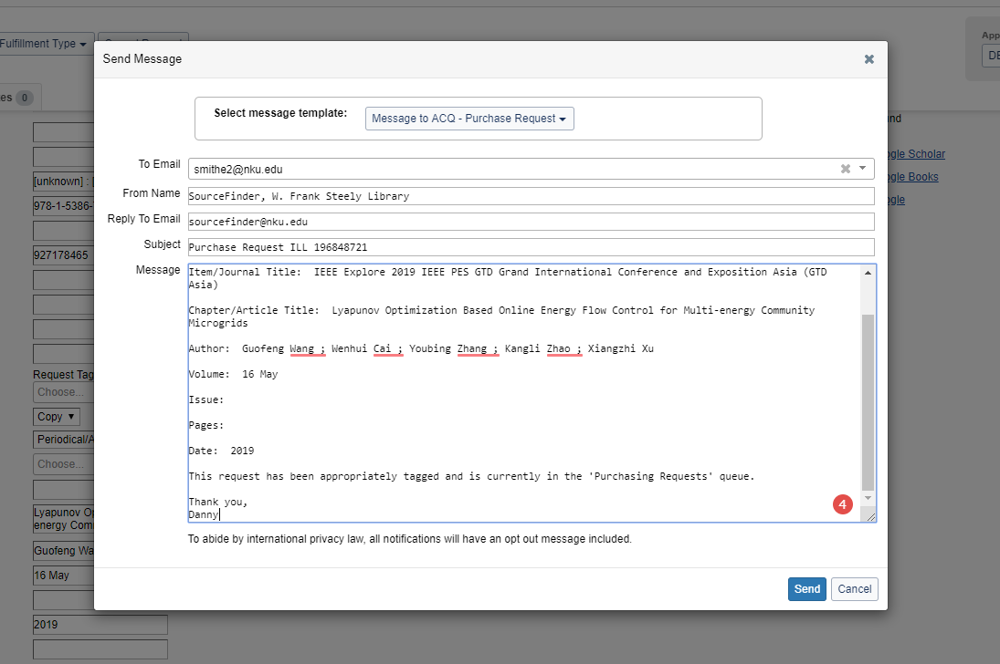 Fulfillment Type
App
Send Message
DE
es 0
Select message template: Message to ACQ - Purchase Request
nd
To Email smithe2@nku.edu
ogle Scholar
[unknown] : [
ogle Books
From Name SourceFinder, W. Frank Steely Library
978-1-5386-
ogle
Reply To Email sourcefinder@nku.edu
Subject Purchase Request ILL 196848721
927178465
Message Item/Journal Title: IEEE Explore 2019 IEEE PES GTD Grand International Conference and Exposition Asia (GTD
Asia)
Chapter/Article Title: Lyapunov Optimization Based Online Energy Flow Control for Multi-energy Community
Microgrids
Author: Guofeng Wang ; Wenhui Cai ; Youbing Zhang ; Kangli Zhao ; Xiangzhi Xu
Volume: 16 May
Request Tag
Choose...
Issue:
Copy
Pages:
Periodical/A
Date: 2019
Choose...
This request has been appropriately tagged and is currently in the 'Purchasing Requests' queue.
Thank you,
4
Danny
Lyapunov Op
energy Com
To abide by international privacy law, all notifications will have an opt out message included.
Guofeng Wa
16 May
Send
Cancel
2019